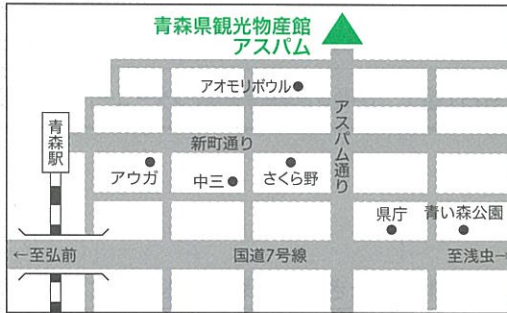 青森県観光物産館
アスパム
アオモリボウル
アスパム通り
青森駅
新町通り
アウガ
中三
さくら野
県庁
青い森公園
←至弘前
国道7号線
至浅虫→